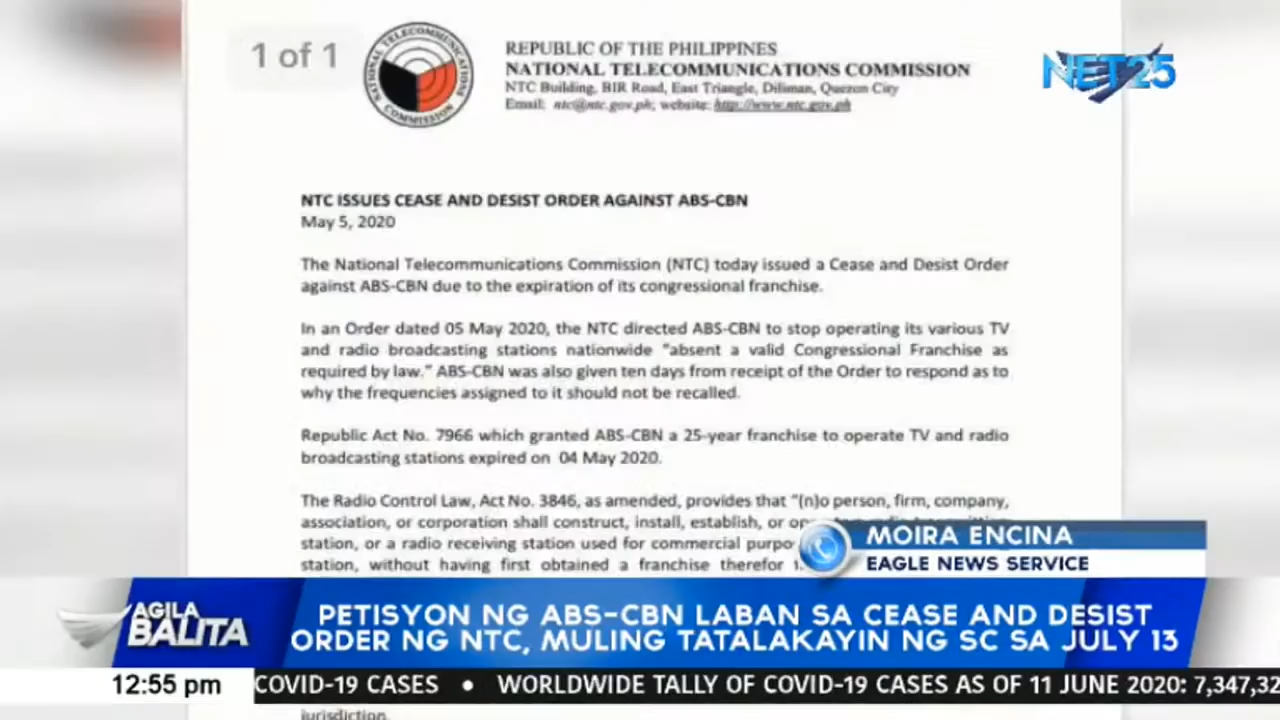 1 of 1
NATIONAL TELECOMMUNICATIONS COMMISSION
REPUBLIC OF THE PHILIPPINES
NATIONAL TELECOMMUNICATIONS COMMISSION
NTC Building, BIR Road, East Triangle, Diliman, Quezon City
Email: ntc@ntc.gov.ph; website: http://www.ntc.gov.ph
NET25
NTC ISSUES CEASE AND DESIST ORDER AGAINST ABS-CBN
May 5, 2020
The National Telecommunications Commission (NTC) today issued a Cease and Desist Order
against ABS-CBN due to the expiration of its congressional franchise.
In an Order dated 05 May 2020, the NTC directed ABS-CBN to stop operating its various TV
and radio broadcasting stations nationwide "absent a valid Congressional Franchise as
required by law." ABS-CBN was also given ten days from receipt of the Order to respond as to
why the frequencies assigned to it should not be recalled.
Republic Act No. 7966 which granted ABS-CBN a 25-year franchise to operate TV and radio
broadcasting stations expired on 04 May 2020.
The Radio Control Law, Act No. 3846, as amended, provides that "(n)o person, firm, company,
association, or corporation shall construct, install, establish, or
station, or a radio receiving station used for commercial
station, without having first obtained a franchise therefor
MOIRA ENCINA
EAGLE NEWS SERVICE
AGILA
BALITA
PETISYON NG ABS-CBN LABAN SA CEASE AND DESIST
ORDER NG NTC, MULING TATALAKAYIN NG SC SA JULY 13
12:55 pm
COVID-19 CASES • WORLDWIDE TALLY OF COVID-19 CASES AS OF 11 JUNE 2020: 7,347,32
jurisdiction.